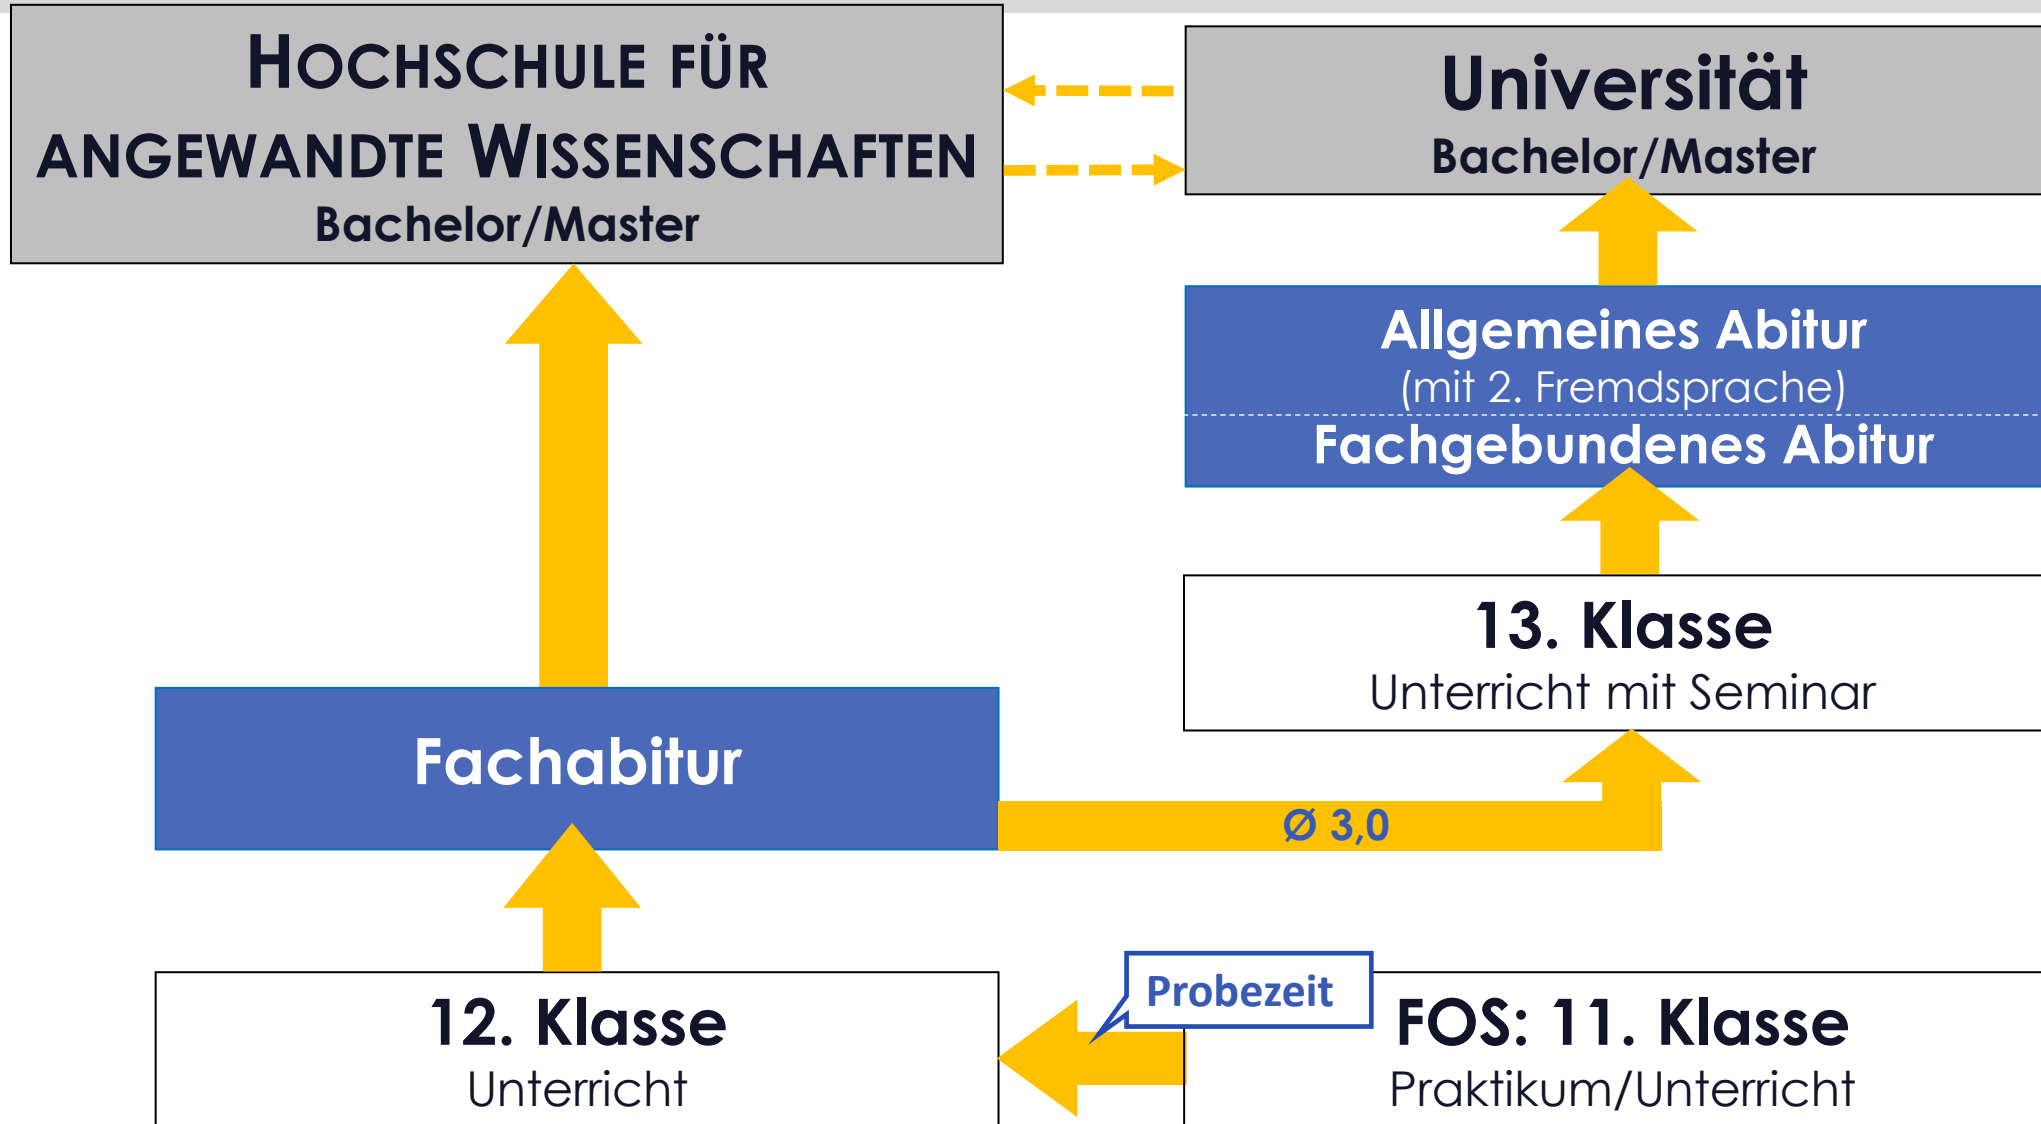 HOCHSCHULE FÜR
ANGEWANDTE WISSENSCHAFTEN
Bachelor/Master
Universität
Bachelor/Master
Allgemeines Abitur
(mit 2. Fremdsprache)
Fachgebundenes Abitur
13. Klasse
Unterricht mit Seminar
Fachabitur
Ø 3,0
12. Klasse
Unterricht
Probezeit
FOS: 11. Klasse
Praktikum/Unterricht